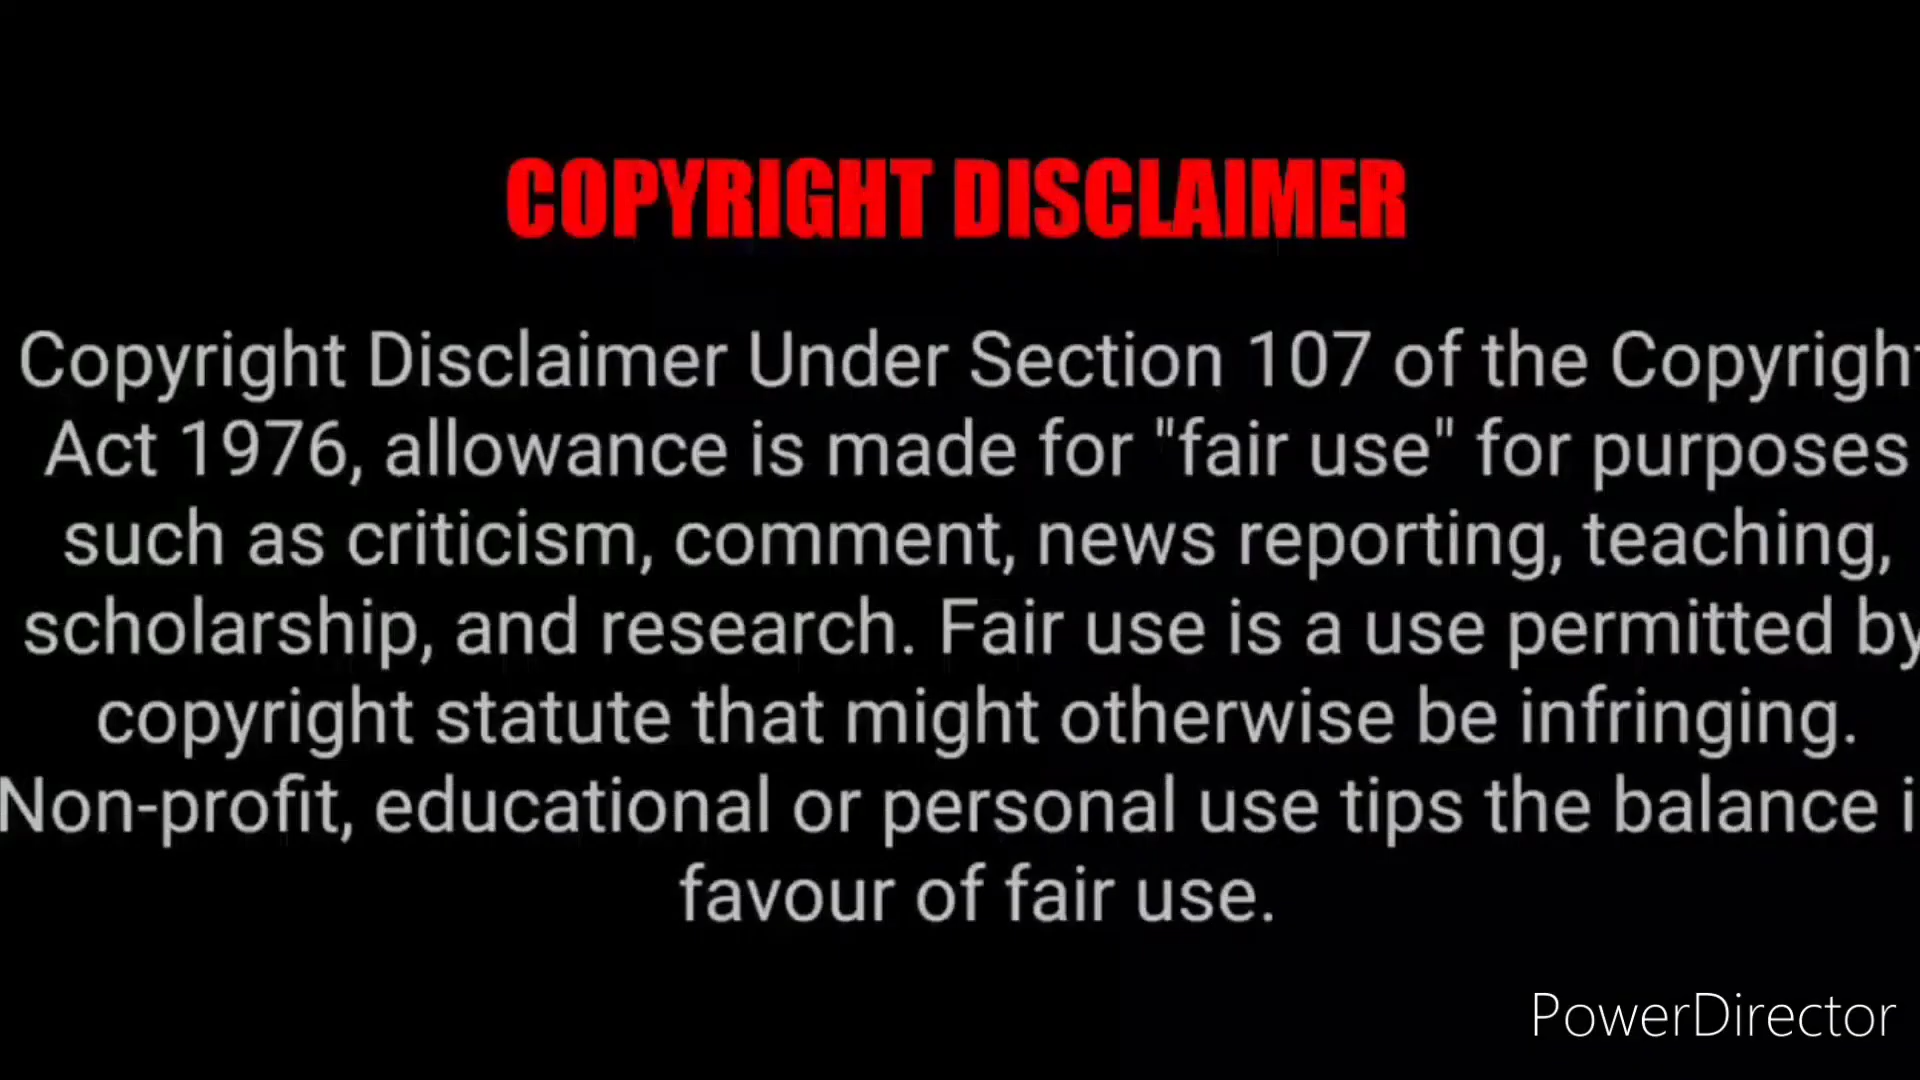 COPYRIGHT DISCLAIMER
Copyright Disclaimer Under Section 107 of the Copyright
Act 1976, allowance is made for "fair use" for purposes
such as criticism, comment, news reporting, teaching,
scholarship, and research. Fair use is a use permitted by
copyright statute that might otherwise be infringing.
Non-profit, educational or personal use tips the balance i
favour of fair use.
PowerDirector